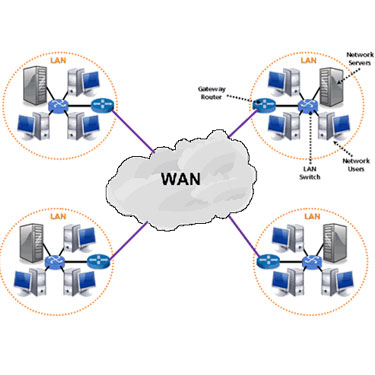 LAN
LAN
Network
Servers
Gateway
Router
LAN
Switch
Network
Users
WAN
LAN
LAN